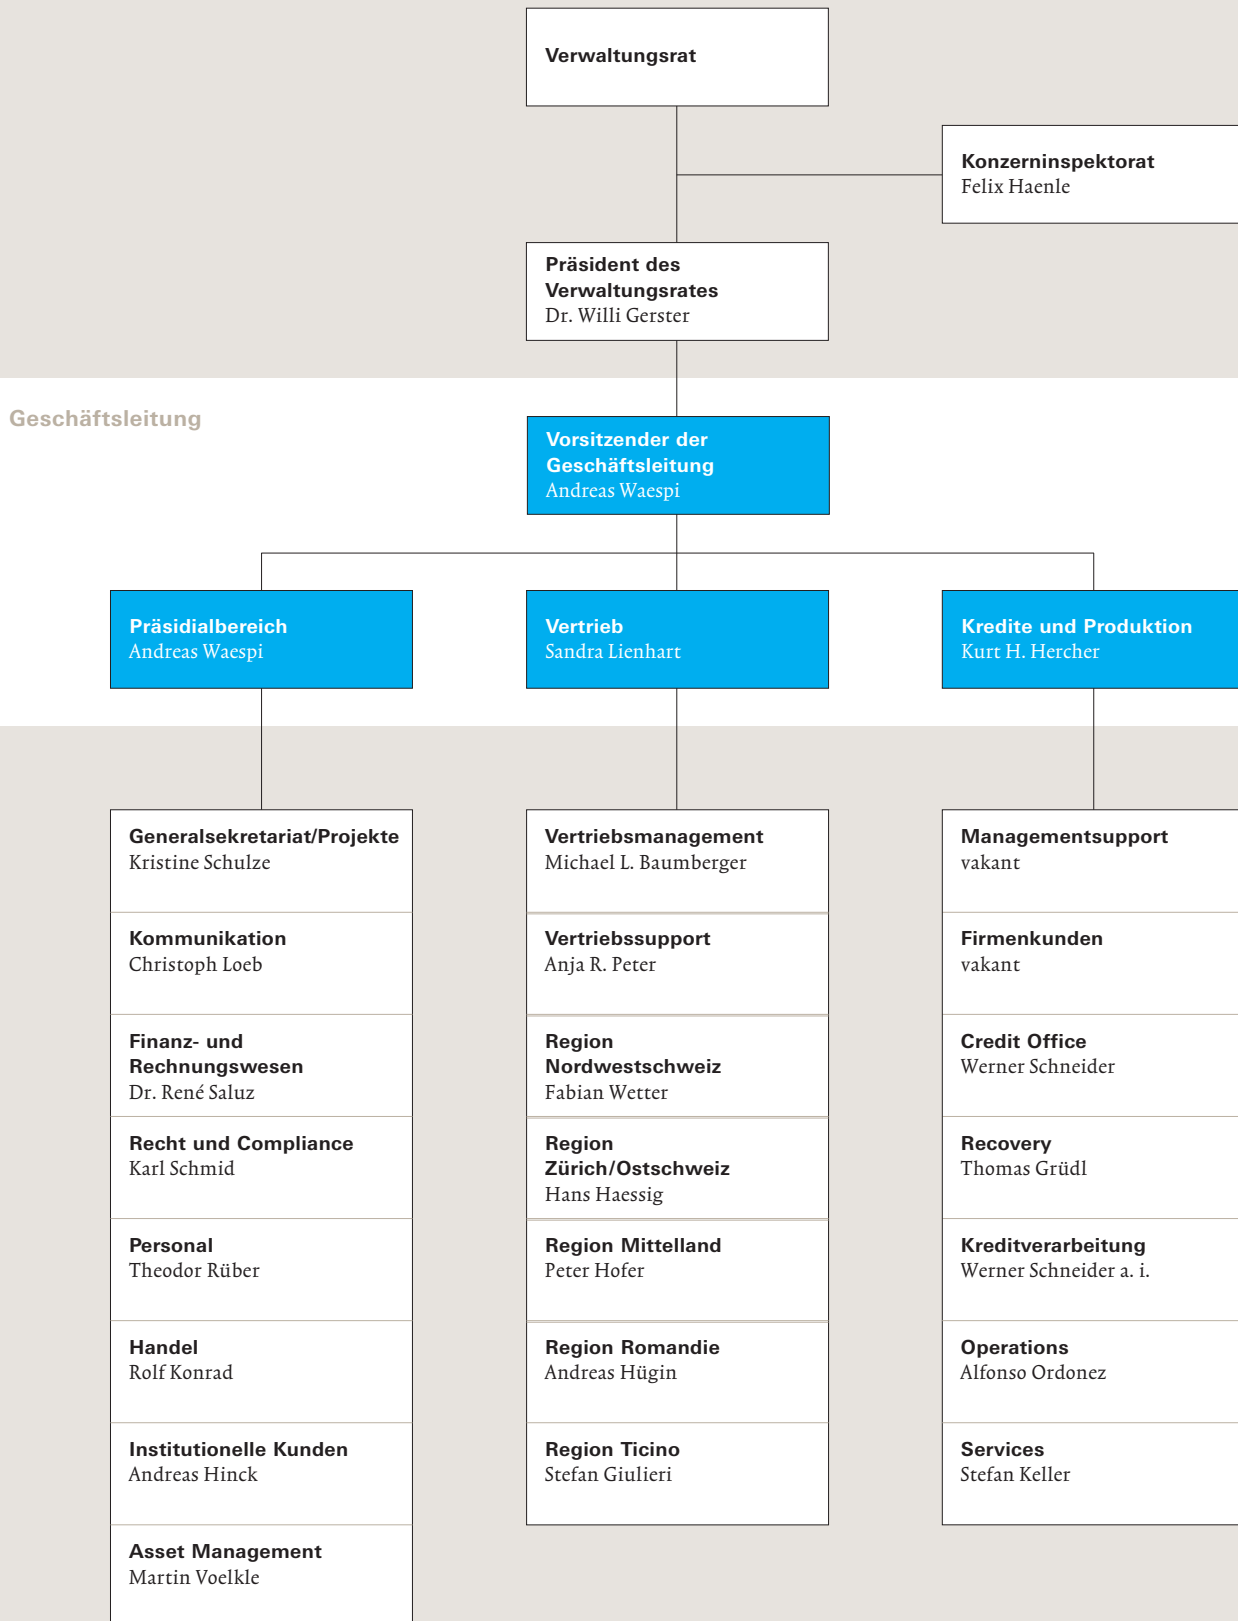 Verwaltungsrat
Konzerninspektorat
Felix Haenle
Präsident des
Verwaltungsrates
Dr. Willi Gerster
Geschäftsleitung
Vorsitzender der
Geschäftsleitung
Andreas Waespi
Präsidialbereich
Andreas Waespi
Vertrieb
Sandra Lienhart
Kredite und Produktion
Kurt H. Hercher
Generalsekretariat/Projekte
Kristine Schulze
Kommunikation
Christoph Loeb
Finanz- und
Rechnungswesen
Dr. René Saluz
Recht und Compliance
Karl Schmid
Personal
Theodor Rüber
Handel
Rolf Konrad
Institutionelle Kunden
Andreas Hinck
Asset Management
Martin Voelkle
Vertriebsmanagement
Michael L. Baumberger
Vertriebssupport
Anja R. Peter
Region
Nordwestschweiz
Fabian Wetter
Region
Zürich/Ostschweiz
Hans Haessig
Region Mittelland
Peter Hofer
Region Romandie
Andreas Hügin
Region Ticino
Stefan Giulieri
Managementsupport
vakant
Firmenkunden
vakant
Credit Office
Werner Schneider
Recovery
Thomas Grüdl
Kreditverarbeitung
Werner Schneider a. i.
Operations
Alfonso Ordonez
Services
Stefan Keller